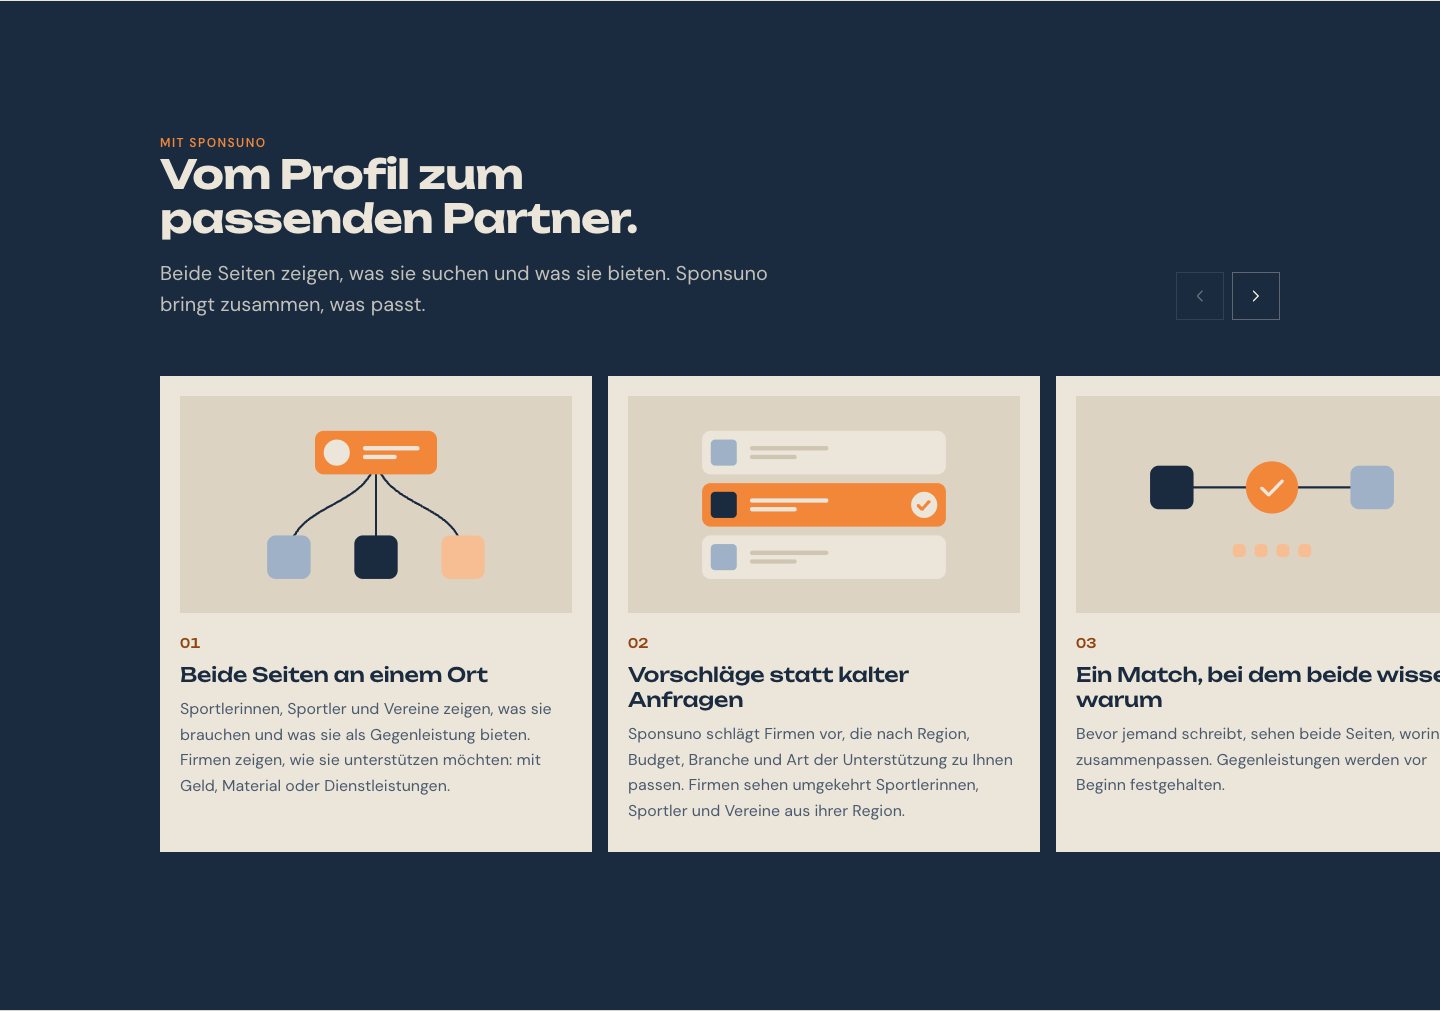 MIT SPONSUNO
Vom Profil zum
passenden Partner.
Beide Seiten zeigen, was sie suchen und was sie bieten. Sponsuno
bringt zusammen, was passt.
01
Beide Seiten an einem Ort
Sportlerinnen, Sportler und Vereine zeigen, was sie
brauchen und was sie als Gegenleistung bieten.
Firmen zeigen, wie sie unterstützen möchten: mit
Geld, Material oder Dienstleistungen.
02
Vorschläge statt kalter
Anfragen
Sponsuno schlägt Firmen vor, die nach Region,
Budget, Branche und Art der Unterstützung zu Ihnen
passen. Firmen sehen umgekehrt Sportlerinnen,
Sportler und Vereine aus ihrer Region.
03
Ein Match, bei dem beide wisse
warum
Bevor jemand schreibt, sehen beide Seiten, worin
zusammenpassen. Gegenleistungen werden vor
Beginn festgehalten.